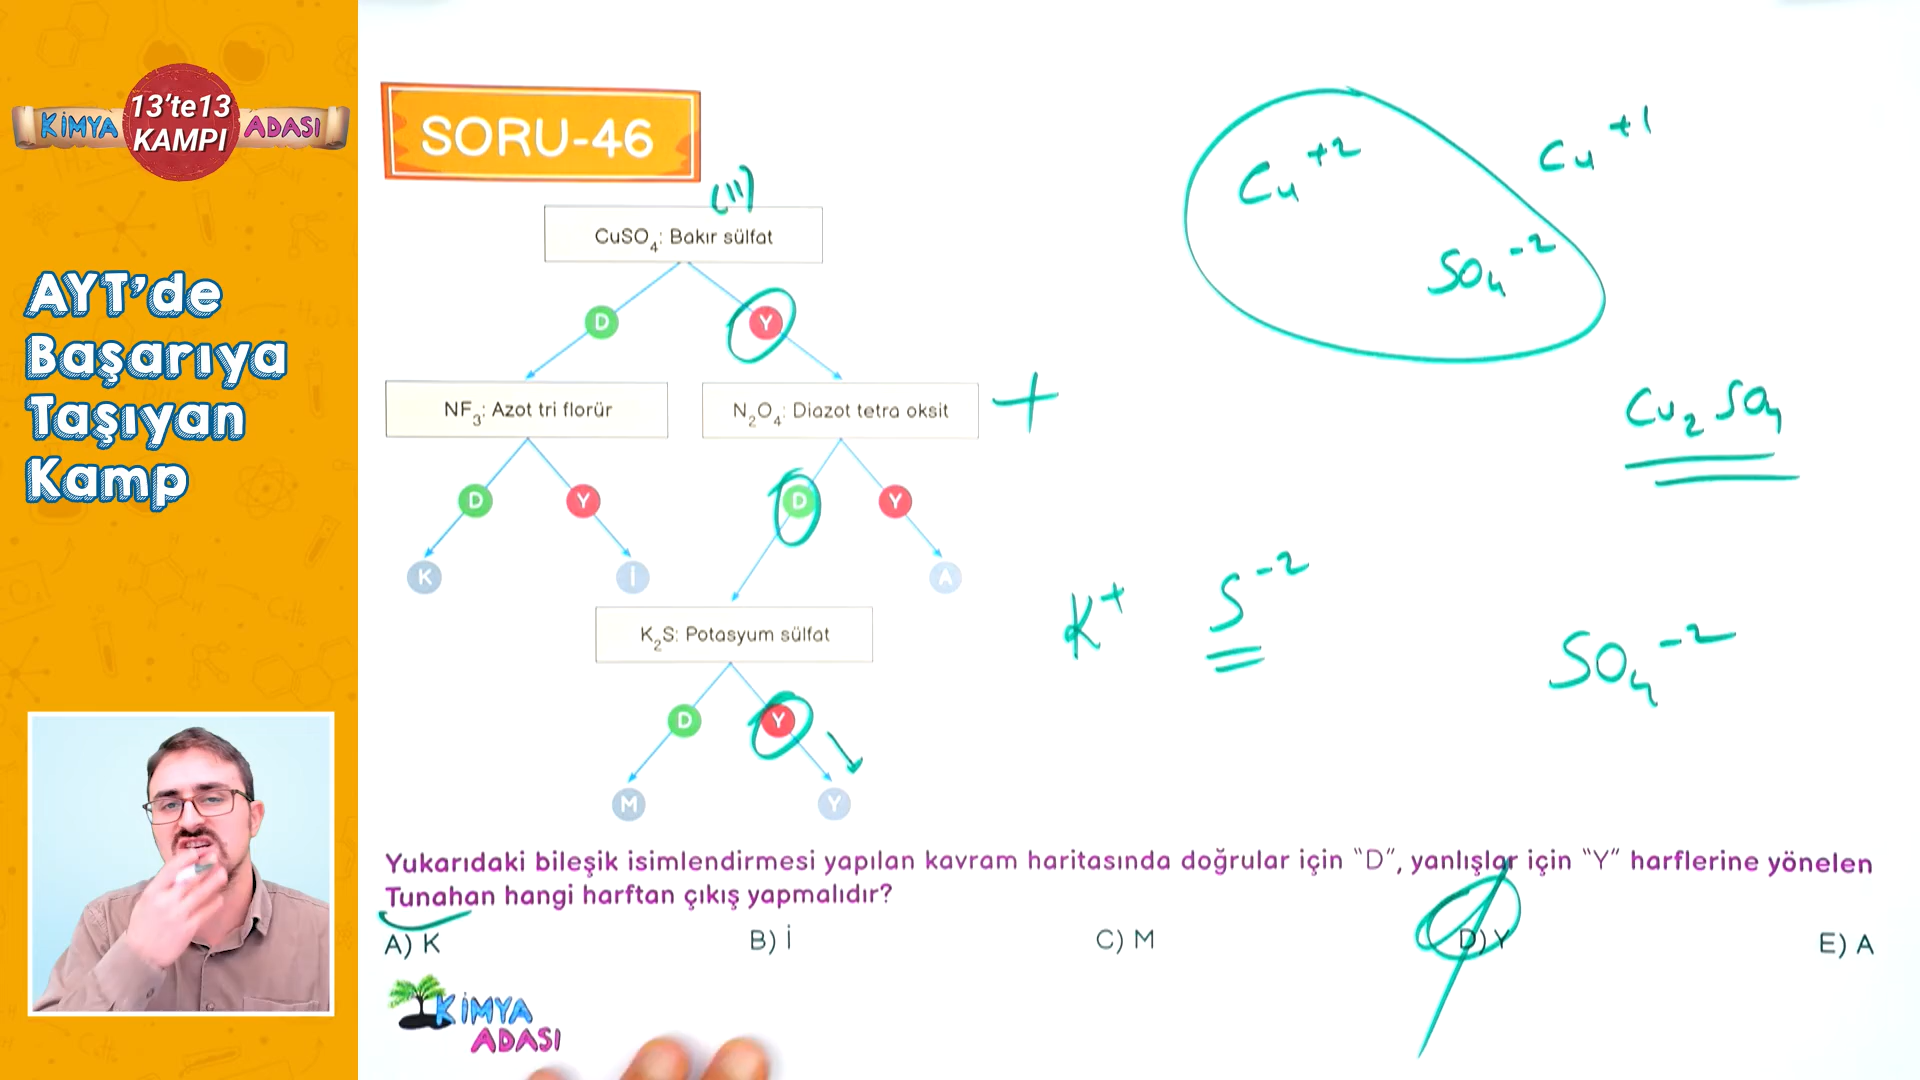 KİMYA 13'te13 KAMPI ADASI
AYT'de
Başarıya
Taşıyan
Kamp
SORU-46
(II)
CuSO₄: Bakır sülfat
D
Y
NF₃: Azot tri florür
N₂O₄: Diazot tetra oksit
+
D
Y
D
Y
K
İ
A
K₂S: Potasyum sülfat
D
Y
M
Y
Cu⁺²
Cu⁺¹
SO₄⁻²
Cu₂SO₄
K⁺ S⁻²
SO₄⁻²
Yukarıdaki bileşik isimlendirmesi yapılan kavram haritasında doğrular için "D", yanlışlar için "Y" harflerine yönelen
Tunahan hangi harftan çıkış yapmalıdır?
A) K B) İ C) M D) Y E) A
KİMYA
ADASI